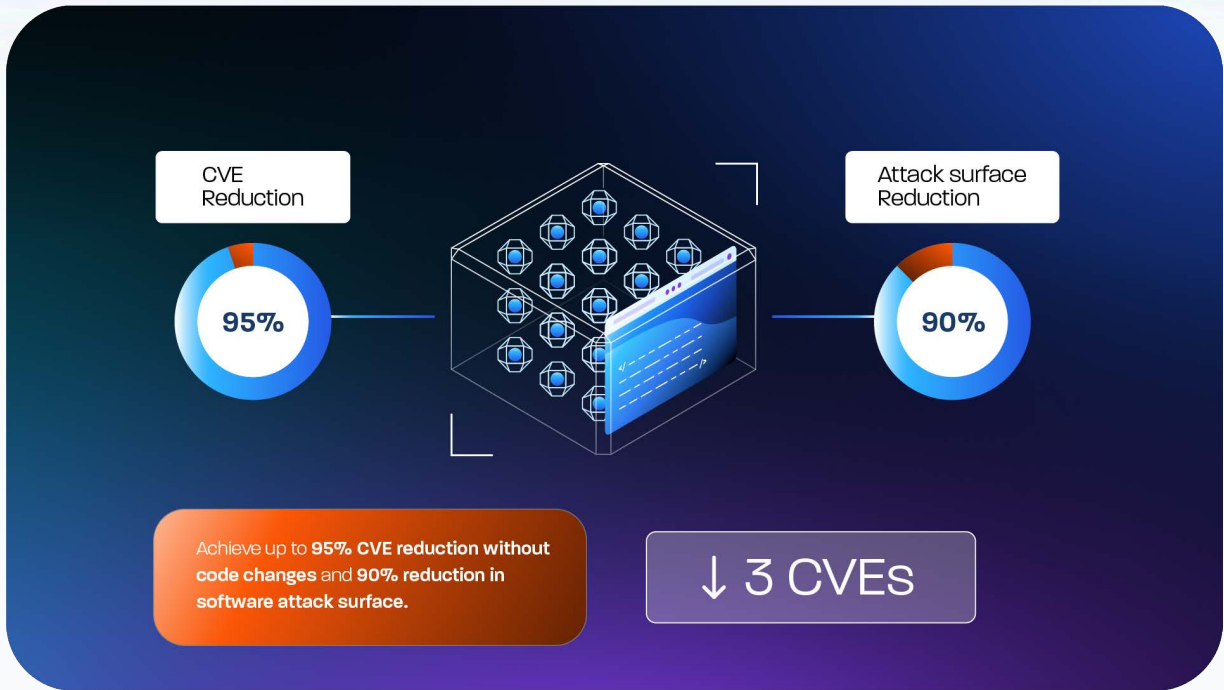 CVE
Reduction
Attack surface
Reduction
95%
90%
</>
/>
Achieve up to 95% CVE reduction without
code changes and 90% reduction in
software attack surface.
↓ 3 CVEs